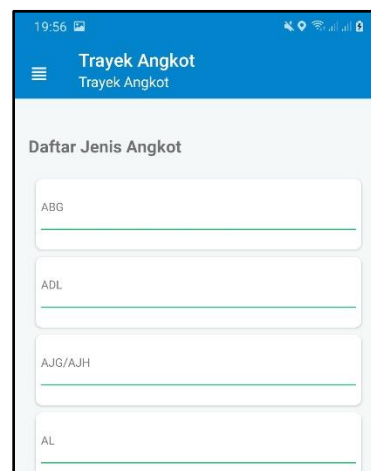 19:56
Trayek Angkot
Trayek Angkot
Daftar Jenis Angkot
ABG
ADL
AJG/AJH
AL